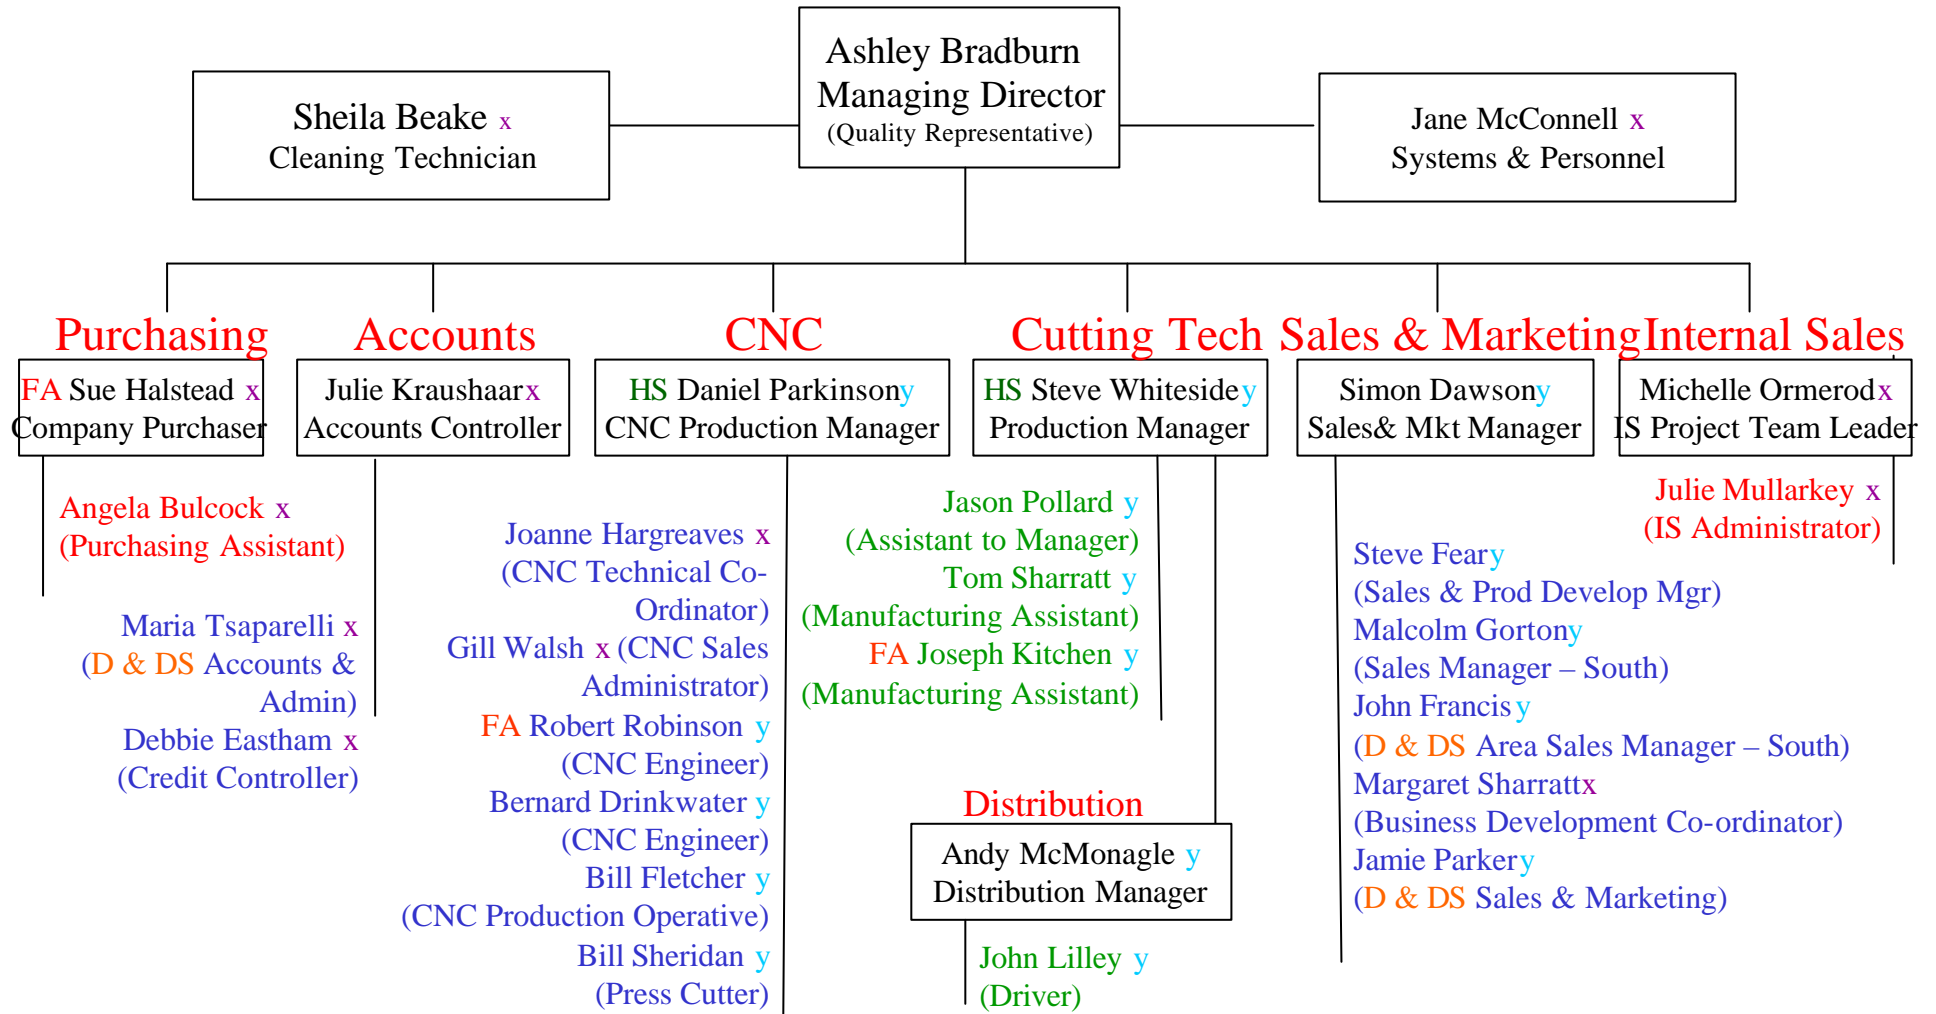 Ashley Bradburn
Managing Director
(Quality Representative)
Sheila Beake x
Cleaning Technician
Jane McConnell x
Systems & Personnel
Purchasing
FA Sue Halstead x
Company Purchaser
Angela Bulcock x
(Purchasing Assistant)
Accounts
Julie Kraushaarx
Accounts Controller
Maria Tsaparelli x
(D & DS Accounts &
Admin)
Debbie Eastham x
(Credit Controller)
CNC
HS Daniel Parkinsony
CNC Production Manager
Joanne Hargreaves x
(CNC Technical Co-
Ordinator)
Gill Walsh x (CNC Sales
Administrator)
FA Robert Robinson y
(CNC Engineer)
Bernard Drinkwater y
(CNC Engineer)
Bill Fletcher y
(CNC Production Operative)
Bill Sheridan y
(Press Cutter)
Cutting Tech
HS Steve Whitesidey
Production Manager
Jason Pollard y
(Assistant to Manager)
Tom Sharratt y
(Manufacturing Assistant)
FA Joseph Kitchen y
(Manufacturing Assistant)
Distribution
Andy McMonagle y
Distribution Manager
John Lilley y
(Driver)
Sales & Marketing
Simon Dawsony
Sales& Mkt Manager
Steve Feary
(Sales & Prod Develop Mgr)
Malcolm Gortony
(Sales Manager – South)
John Francis y
(D & DS Area Sales Manager – South)
Margaret Sharrattx
(Business Development Co-ordinator)
Jamie Parkery
(D & DS Sales & Marketing)
Internal Sales
Michelle Ormerodx
IS Project Team Leader
Julie Mullarkey x
(IS Administrator)